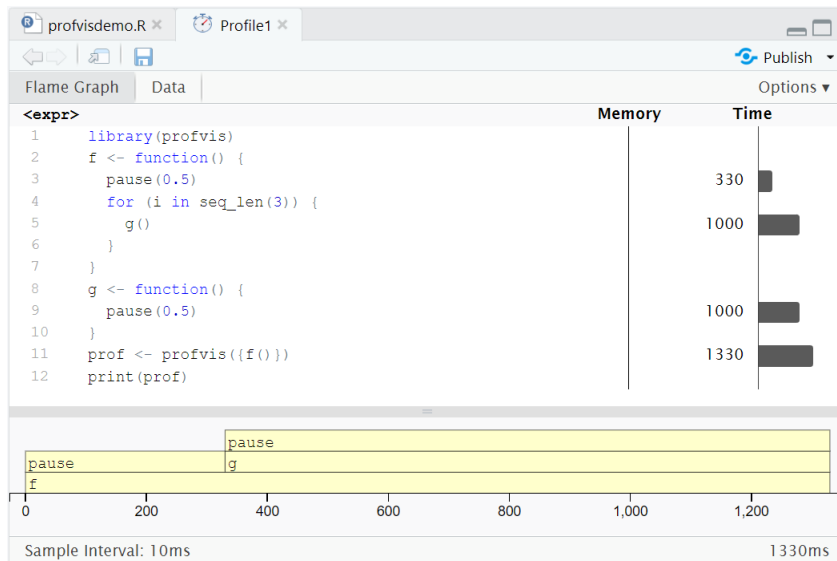 profvisdemo.R × Profile1 ×
Publish
Flame Graph Data Options ▾
<expr> Memory Time
1 library(profvis)
2 f <- function() {
3 pause(0.5) 330
4 for (i in seq_len(3)) {
5 g() 1000
6 }
7 }
8 g <- function() {
9 pause(0.5) 1000
10 }
11 prof <- profvis({f()}) 1330
12 print(prof)
pause
pause g
f
0 200 400 600 800 1,000 1,200
Sample Interval: 10ms 1330ms